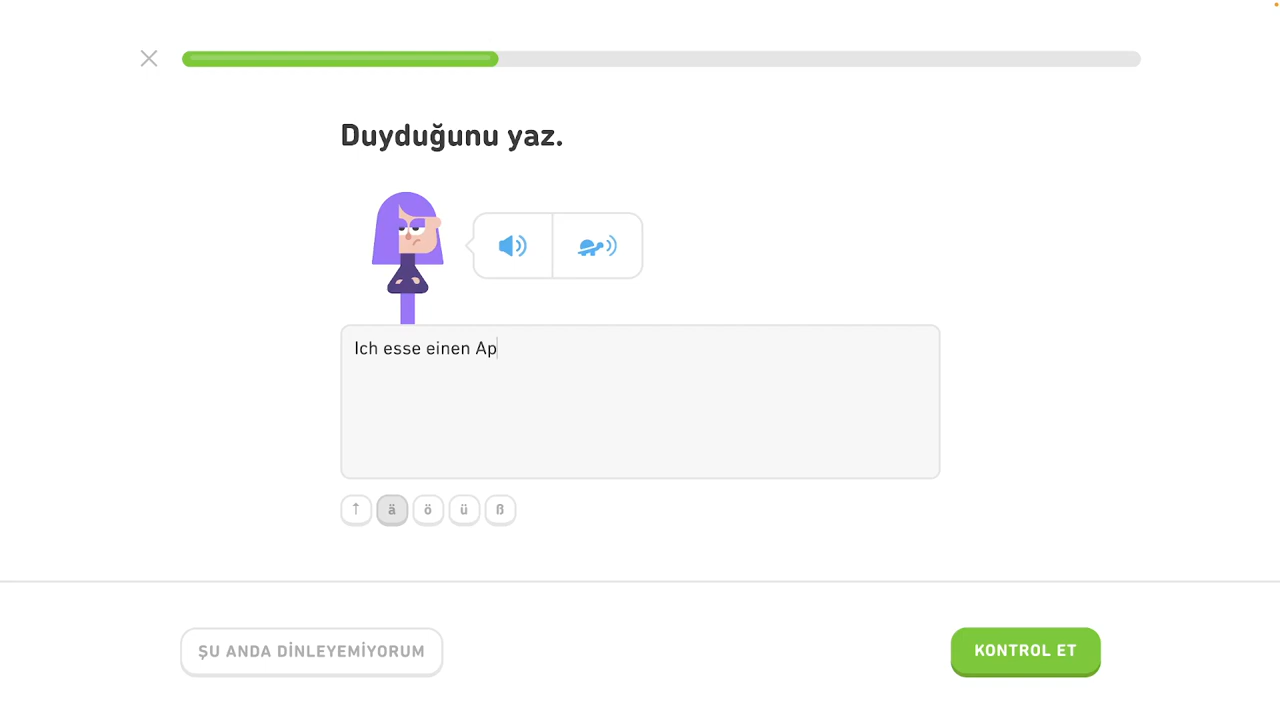 Duyduğunu yaz.
Ich esse einen Ap
↑ ä ö ü ß
ŞU ANDA DİNLEYEMİYORUM
KONTROL ET